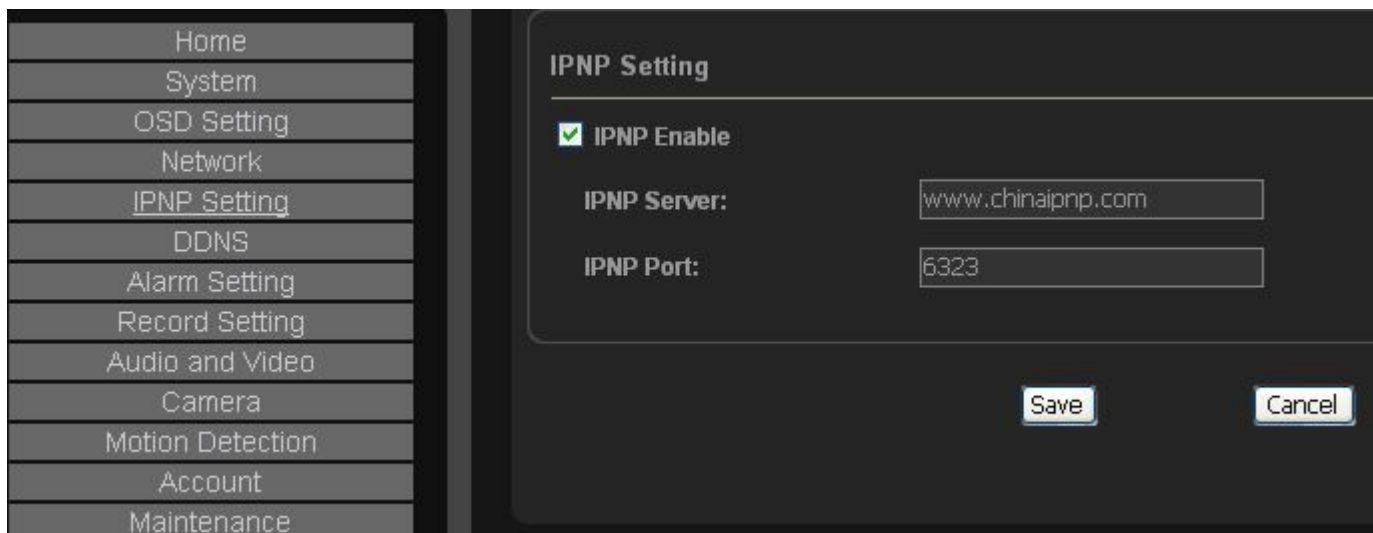 Home
System
OSD Setting
Network
IPNP Setting
DDNS
Alarm Setting
Record Setting
Audio and Video
Camera
Motion Detection
Account
Maintenance
IPNP Setting
IPNP Enable
IPNP Server: www.chinaipnp.com
IPNP Port: 6323
Save Cancel